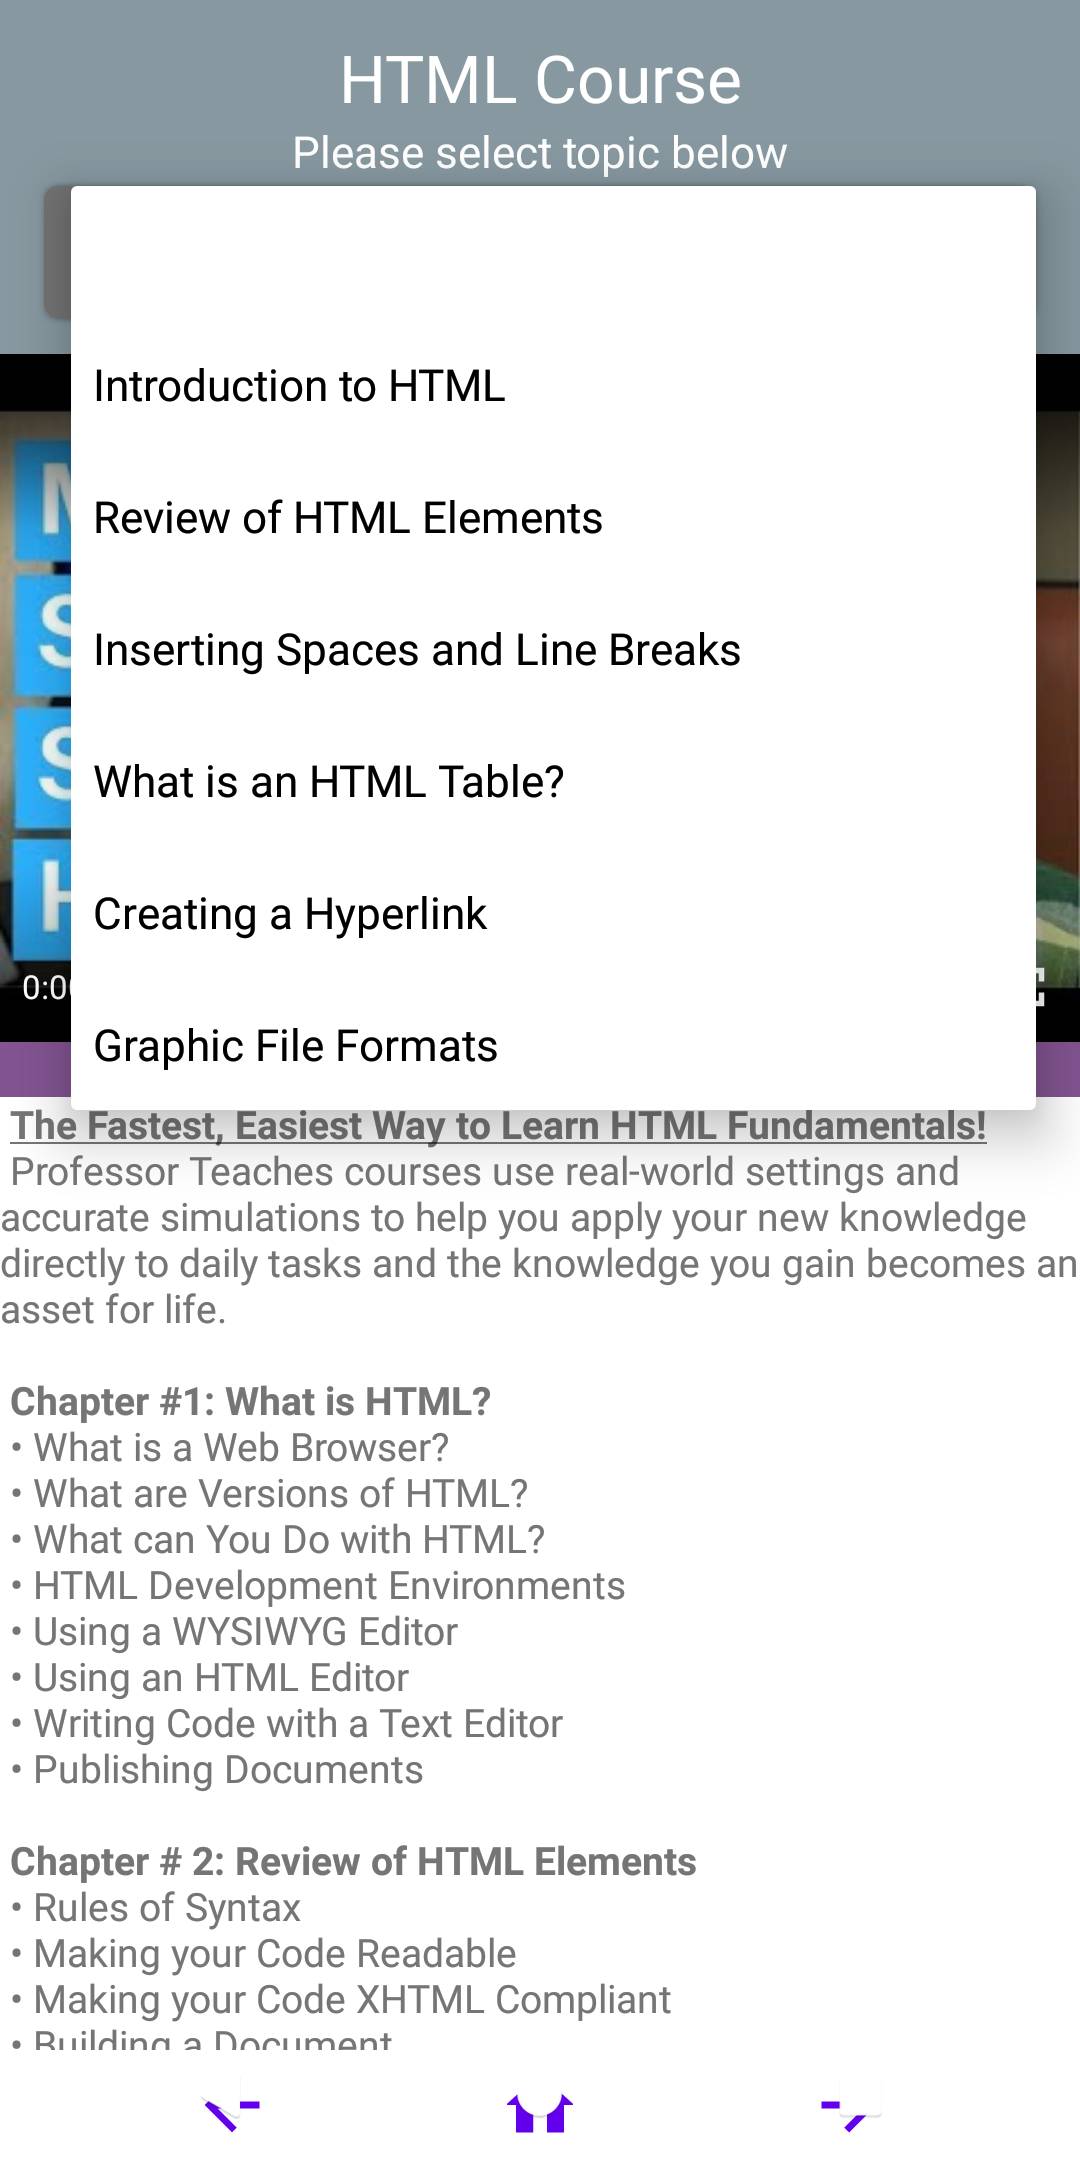 HTML Course
Please select topic below
Introduction to HTML
Review of HTML Elements
Inserting Spaces and Line Breaks
What is an HTML Table?
Creating a Hyperlink
Graphic File Formats
S
S
H
The Fastest, Easiest Way to Learn HTML Fundamentals!
Professor Teaches courses use real-world settings and
accurate simulations to help you apply your new knowledge
directly to daily tasks and the knowledge you gain becomes an
asset for life.
Chapter #1: What is HTML?
• What is a Web Browser?
• What are Versions of HTML?
• What can You Do with HTML?
• HTML Development Environments
• Using a WYSIWYG Editor
• Using an HTML Editor
• Writing Code with a Text Editor
• Publishing Documents
Chapter # 2: Review of HTML Elements
• Rules of Syntax
• Making your Code Readable
• Making your Code XHTML Compliant
• Building a Document